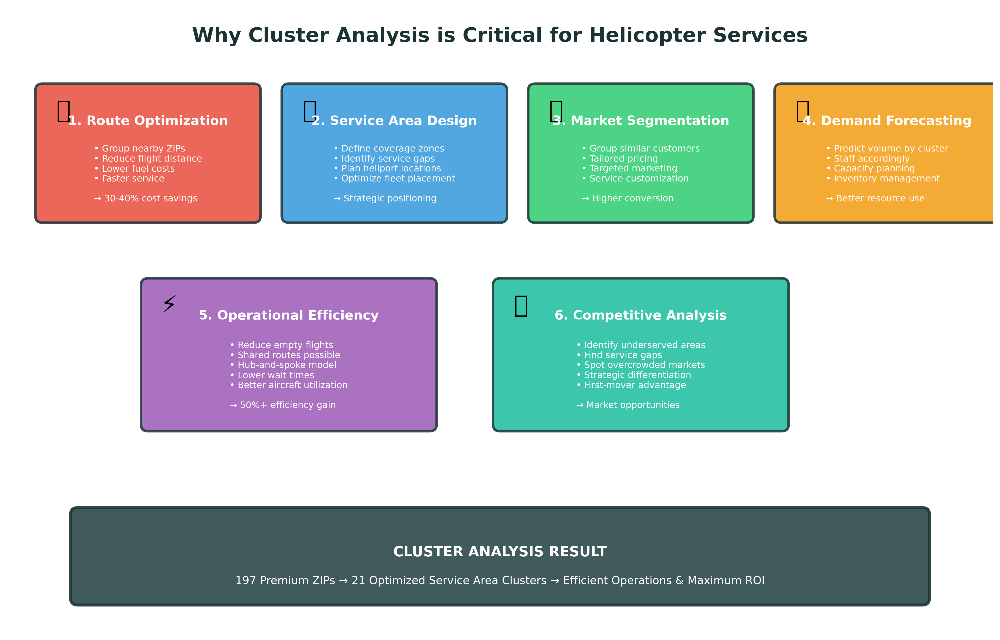 Why Cluster Analysis is Critical for Helicopter Services
1. Route Optimization
• Group nearby ZIPs
• Reduce flight distance
• Lower fuel costs
• Faster service
→ 30-40% cost savings
2. Service Area Design
• Define coverage zones
• Identify service gaps
• Plan heliport locations
• Optimize fleet placement
→ Strategic positioning
3. Market Segmentation
• Group similar customers
• Tailored pricing
• Targeted marketing
• Service customization
→ Higher conversion
4. Demand Forecasting
• Predict volume by cluster
• Staff accordingly
• Capacity planning
• Inventory management
→ Better resource use
⚡
5. Operational Efficiency
• Reduce empty flights
• Shared routes possible
• Hub-and-spoke model
• Lower wait times
• Better aircraft utilization
→ 50%+ efficiency gain
6. Competitive Analysis
• Identify underserved areas
• Find service gaps
• Spot overcrowded markets
• Strategic differentiation
• First-mover advantage
→ Market opportunities
CLUSTER ANALYSIS RESULT
197 Premium ZIPs → 21 Optimized Service Area Clusters → Efficient Operations & Maximum ROI